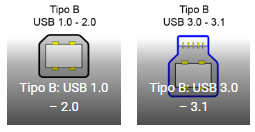 Tipo B
USB 1.0 - 2.0
Tipo B: USB 1.0
– 2.0
Tipo B
USB 3.0 - 3.1
Tipo B: USB 3.0
– 3.1